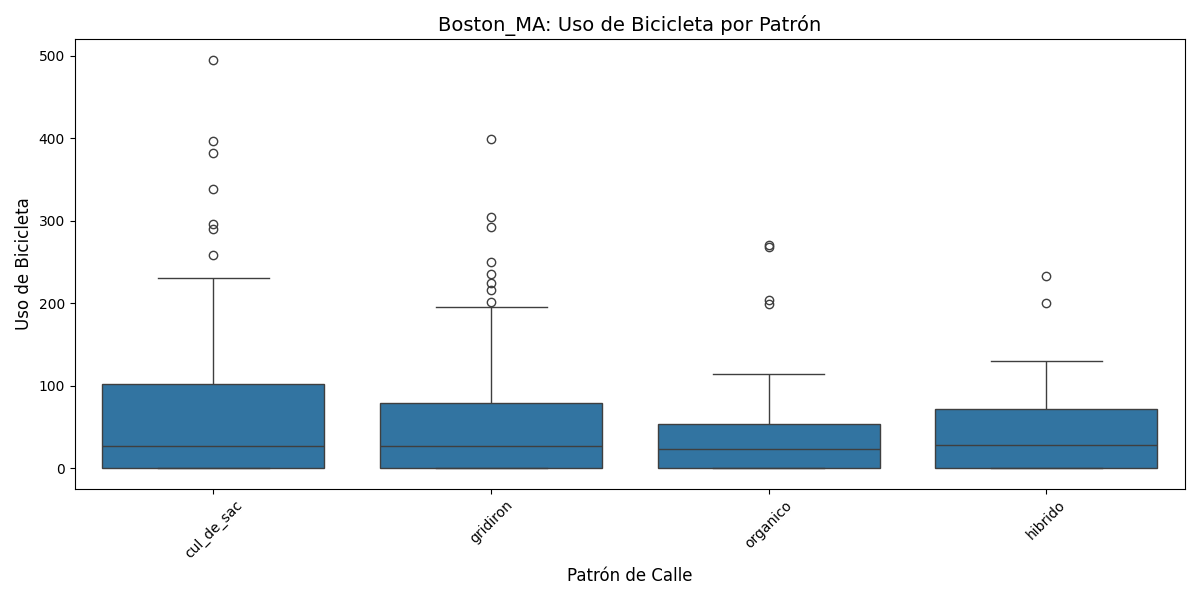 Boston_MA: Uso de Bicicleta por Patrón
Uso de Bicicleta
500
400
300
200
100
0
cul_de_sac
gridiron
organico
hibrido
Patrón de Calle